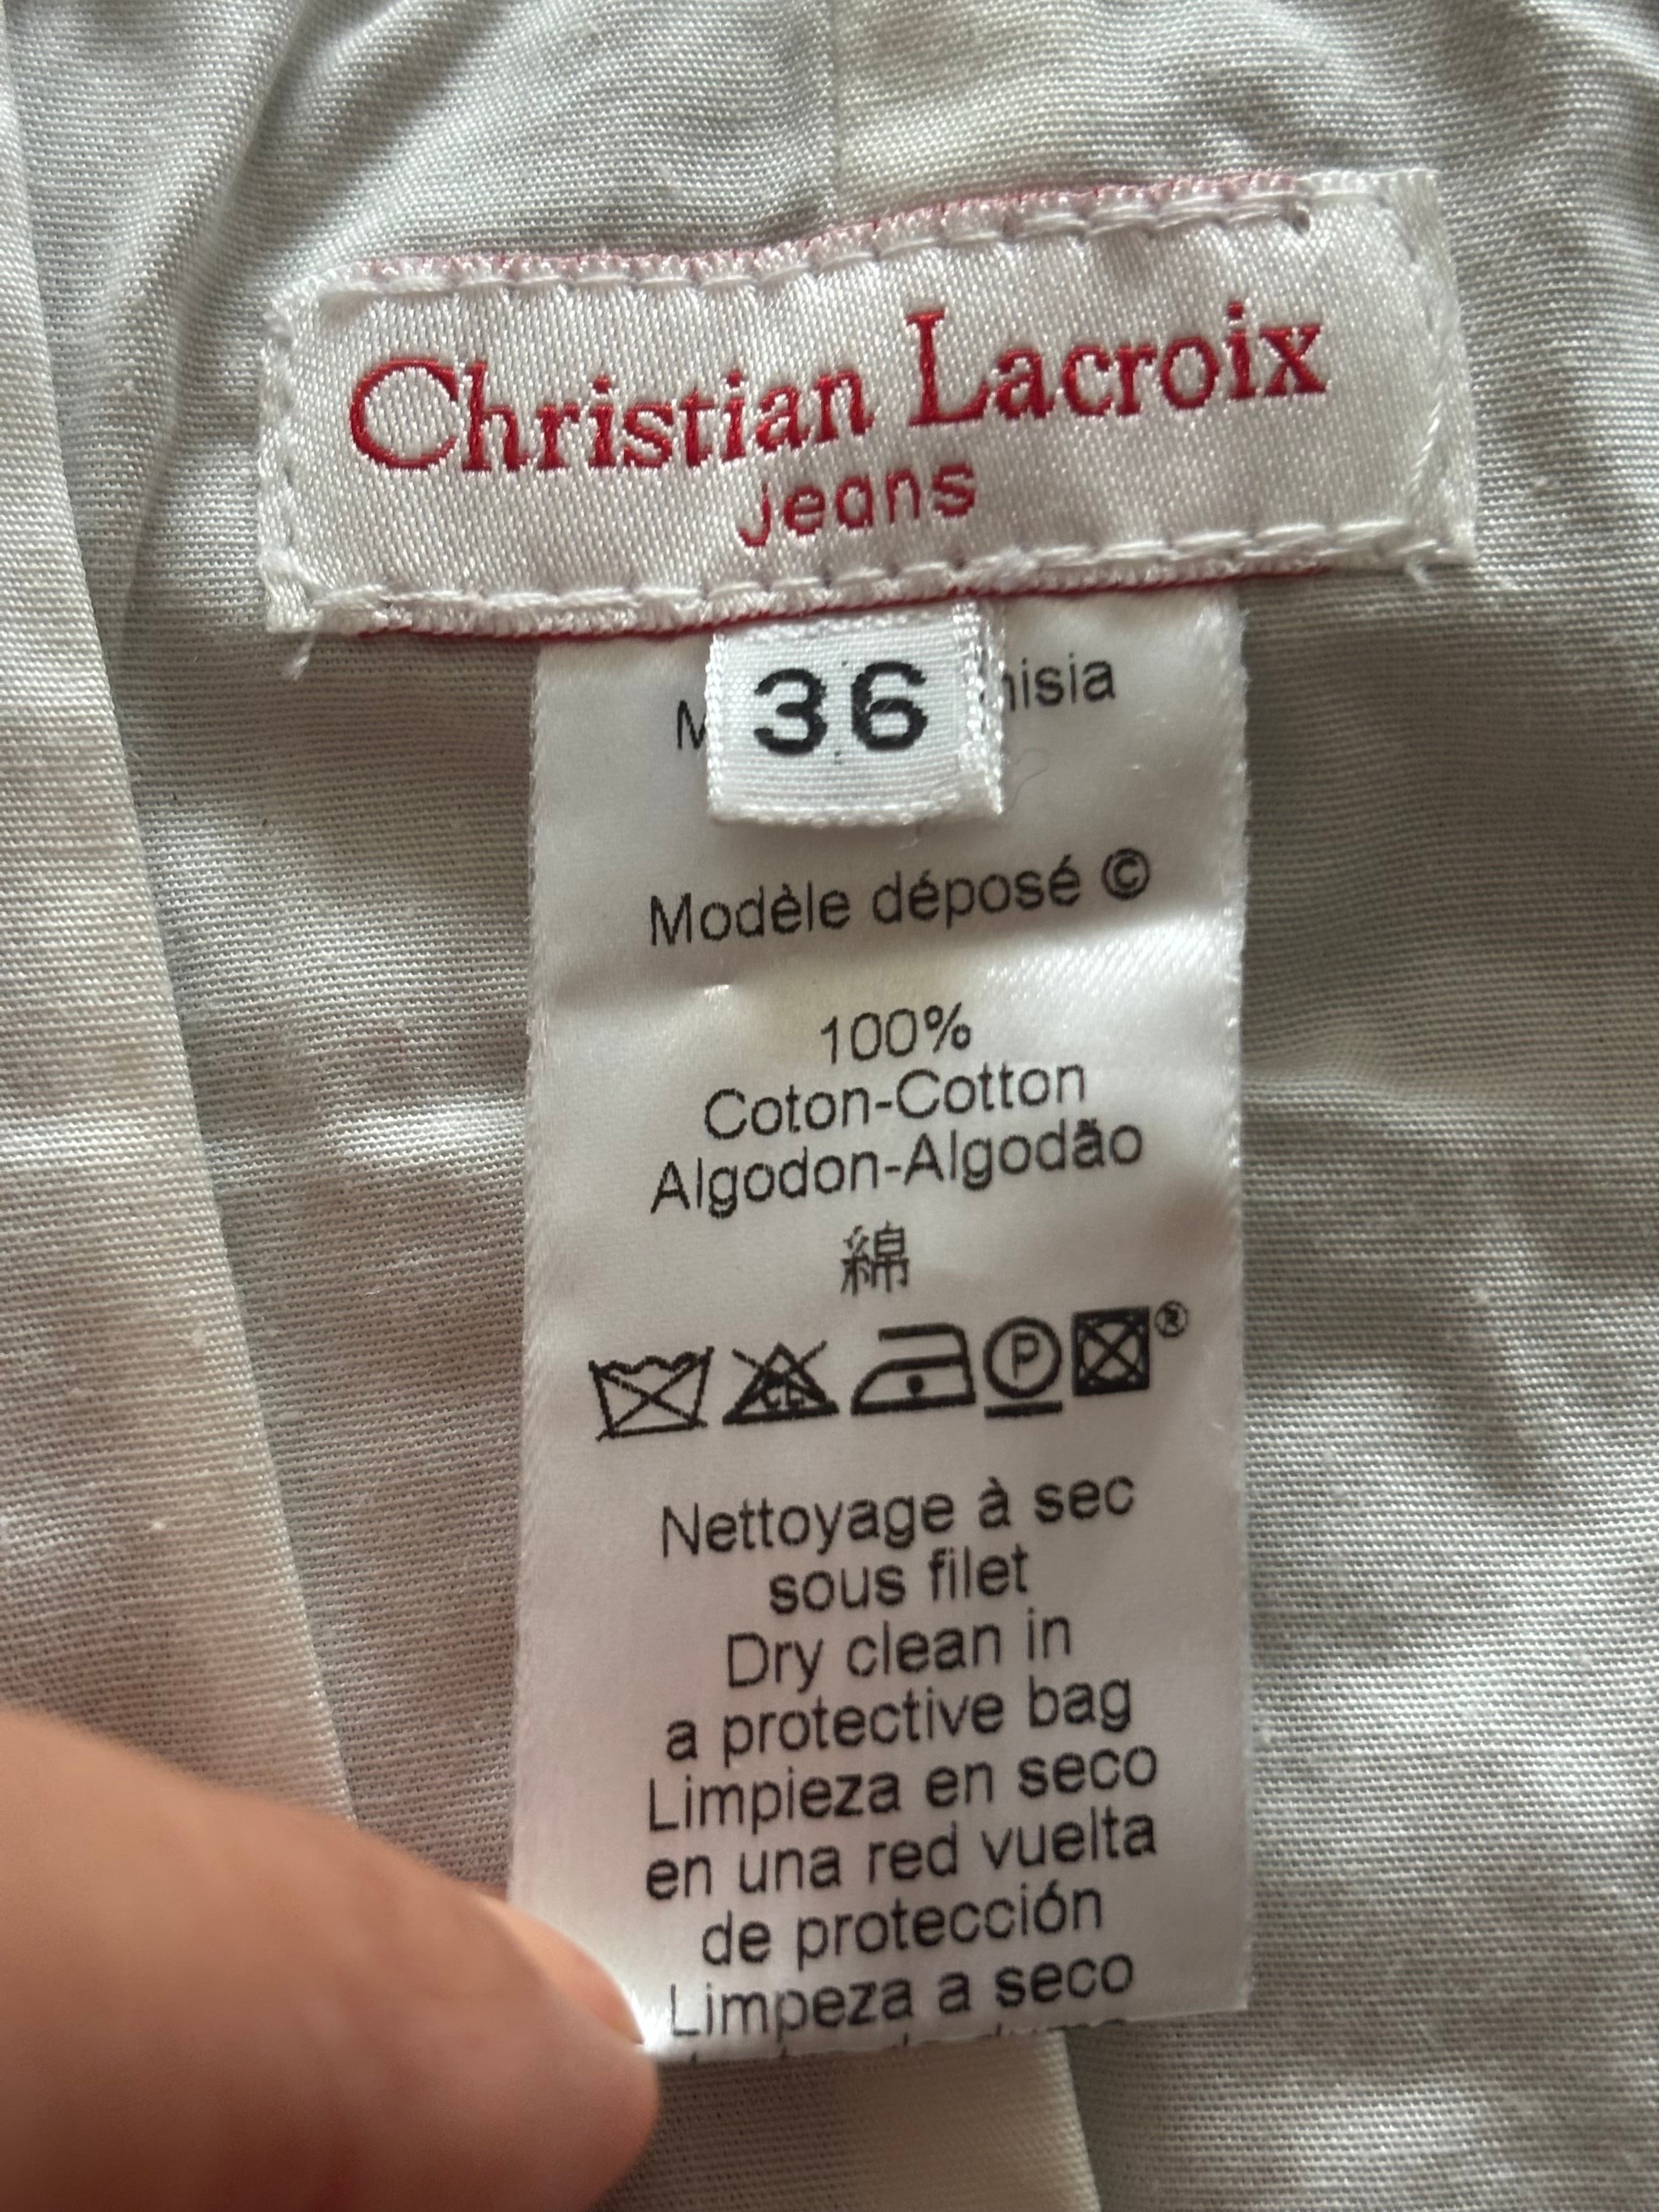 Christian Lacroix
jeans
36
Modèle déposé ©
100%
Coton-Cotton
Algodon-Algodão
綿
CL P ®
Nettoyage à sec
sous filet
Dry clean in
a protective bag
Limpieza en seco
en una red vuelta
de protección
Limpeza a seco